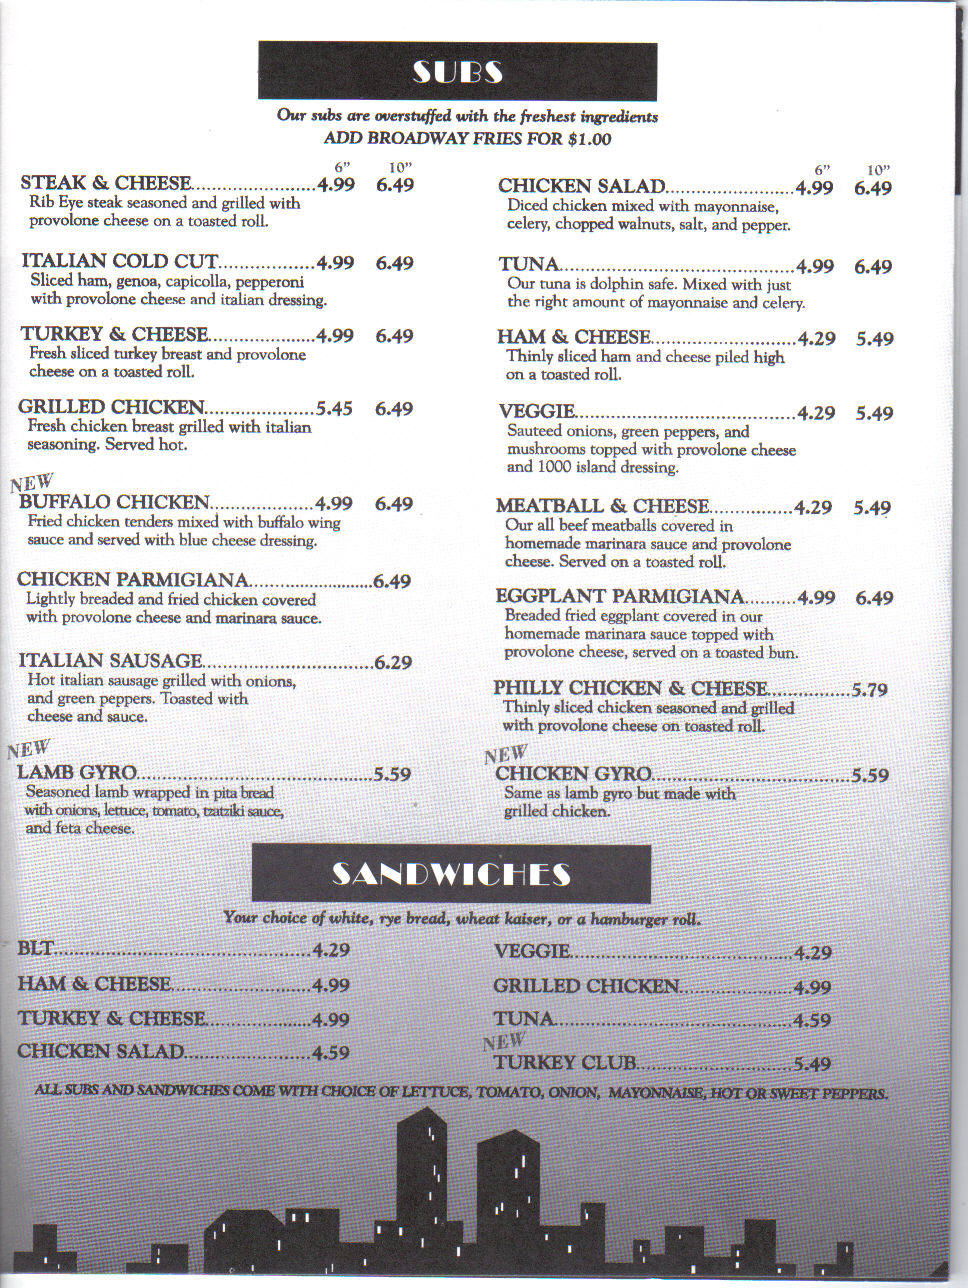 SUBS
Our subs are overstuffed with the freshest ingredients
ADD BROADWAY FRIES FOR $1.00
6" 10"
STEAK & CHEESE........................4.99 6.49
Rib Eye steak seasoned and grilled with
provolone cheese on a toasted roll.
ITALIAN COLD CUT...................4.99 6.49
Sliced ham, genoa, capicolla, pepperoni
with provolone cheese and italian dressing.
TURKEY & CHEESE.....................4.99 6.49
Fresh sliced turkey breast and provolone
cheese on a toasted roll.
GRILLED CHICKEN.....................5.45 6.49
Fresh chicken breast grilled with italian
seasoning. Served hot.
NEW
BUFFALO CHICKEN....................4.99 6.49
Fried chicken tenders mixed with buffalo wing
sauce and served with blue cheese dressing.
CHICKEN PARMIGIANA........................6.49
Lightly breaded and fried chicken covered
with provolone cheese and marinara sauce.
ITALIAN SAUSAGE.................................6.29
Hot italian sausage grilled with onions,
and green peppers. Toasted with
cheese and sauce.
NEW
LAMB GYRO.............................................5.59
Seasoned lamb wrapped in pita bread
with onions, lettuce, tomato, tzatziki sauce,
and feta cheese.
6" 10"
CHICKEN SALAD.........................4.99 6.49
Diced chicken mixed with mayonnaise,
celery, chopped walnuts, salt, and pepper.
TUNA..............................................4.99 6.49
Our tuna is dolphin safe. Mixed with just
the right amount of mayonnaise and celery.
HAM & CHEESE............................4.29 5.49
Thinly sliced ham and cheese piled high
on a toasted roll.
VEGGIE...........................................4.29 5.49
Sauteed onions, green peppers, and
mushrooms topped with provolone cheese
and 1000 island dressing.
MEATBALL & CHEESE................4.29 5.49
Our all beef meatballs covered in
homemade marinara sauce and provolone
cheese. Served on a toasted roll.
EGGPLANT PARMIGIANA..........4.99 6.49
Breaded fried eggplant covered in our
homemade marinara sauce topped with
provolone cheese, served on a toasted bun.
PHILLY CHICKEN & CHEESE................5.79
Thinly sliced chicken seasoned and grilled
with provolone cheese on toasted roll.
NEW
CHICKEN GYRO......................................5.59
Same as lamb gyro but made with
grilled chicken.
SANDWICHES
Your choice of white, rye bread, wheat kaiser, or a hamburger roll.
BLT..................................................4.29
HAM & CHEESE...........................4.99
TURKEY & CHEESE.....................4.99
CHICKEN SALAD.........................4.59
VEGGIE...........................................4.29
GRILLED CHICKEN......................4.99
TUNA..............................................4.59
NEW
TURKEY CLUB..............................5.49
ALL SUBS AND SANDWICHES COME WITH CHOICE OF LETTUCE, TOMATO, ONION, MAYONNAISE, HOT OR SWEET PEPPERS.